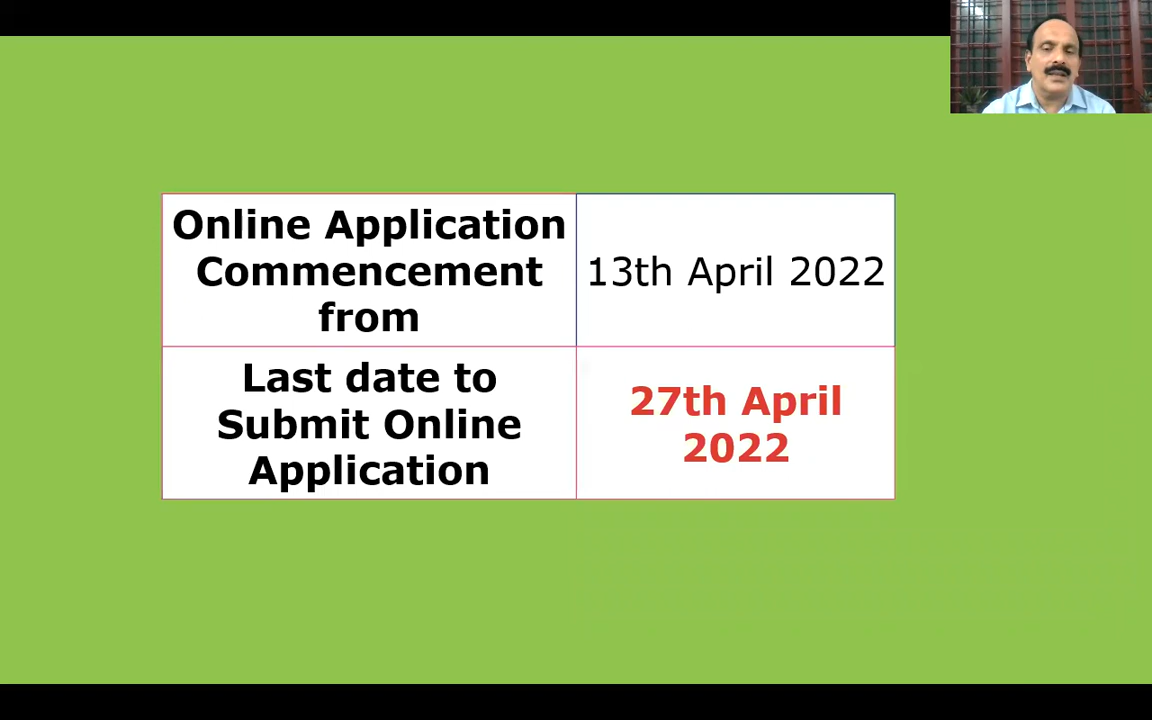 Online Application
Commencement
from
13th April 2022
Last date to
Submit Online
Application
27th April
2022